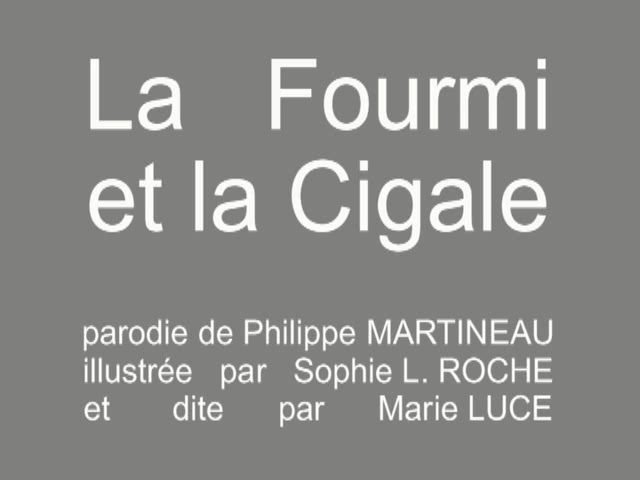 La Fourmi
et la Cigale
parodie de Philippe MARTINEAU
illustrée par Sophie L. ROCHE
et dite par Marie LUCE